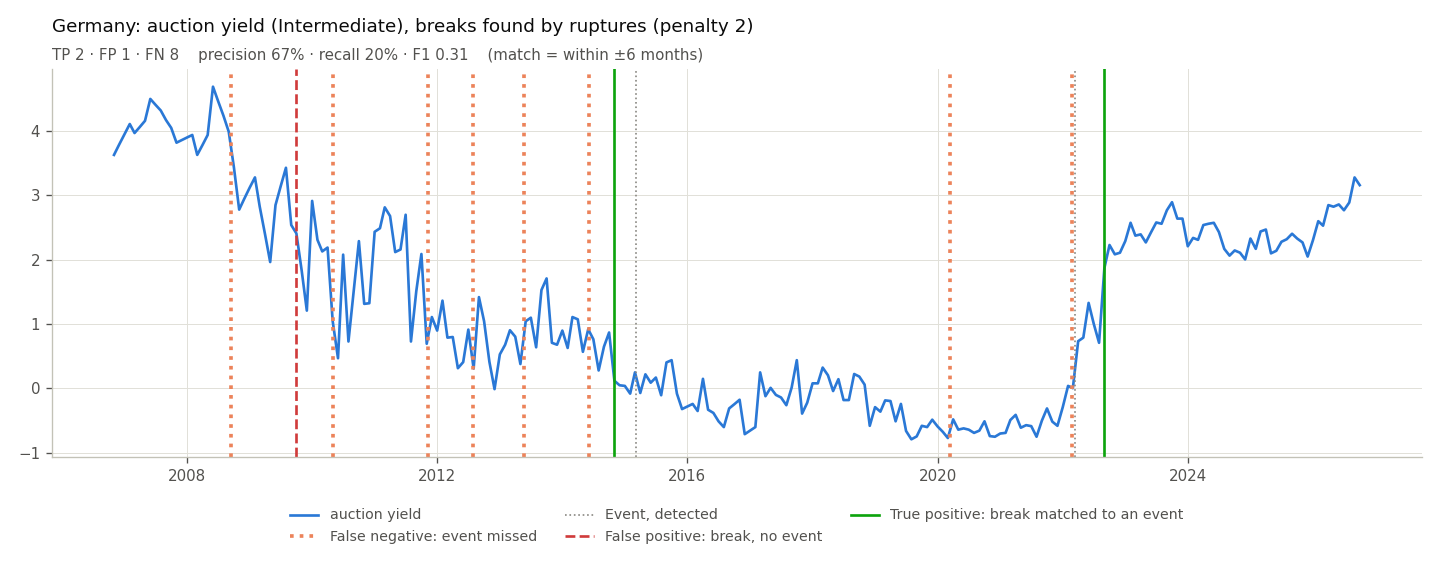 Germany: auction yield (Intermediate), breaks found by ruptures (penalty 2)
TP 2 · FP 1 · FN 8    precision 67% · recall 20% · F1 0.31    (match = within ±6 months)
4
3
2
1
0
−1
2008 2012 2016 2020 2024
auction yield
False negative: event missed
Event, detected
False positive: break, no event
True positive: break matched to an event